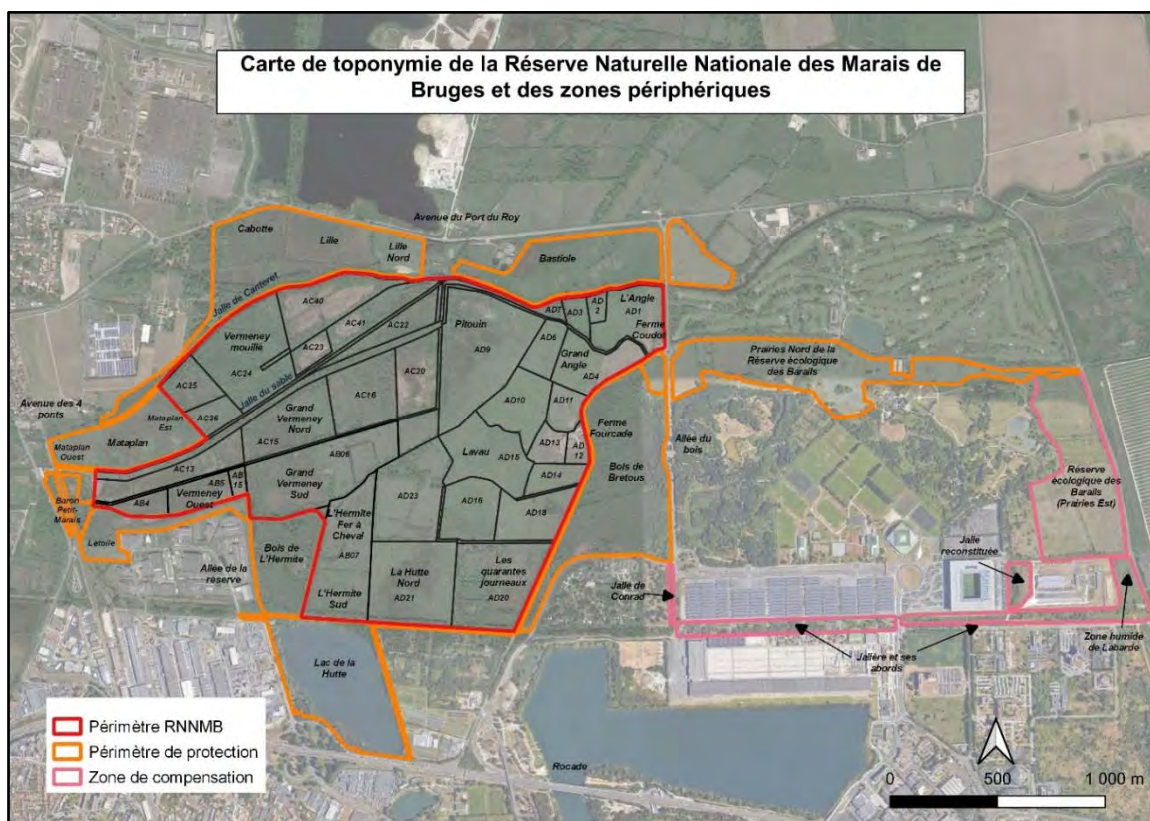 Carte de toponymie de la Réserve Naturelle Nationale des Marais de
Bruges et des zones périphériques
Avenue du Port du Roy
Cabotte
Lille
Lille
Nord
Bastiole
Jalle de Canteret
AC40
AC41
AC22
AC23
Vermeney
mouillé
AC24
AC25
AC36
Jalle du sable
Pitouin
AD9
AD7
AD3
AD
2
L'Angle
AD1
Ferme
Coudot
AD6
Grand
Angle
AD4
Prairies Nord de la
Réserve écologique
des Barails
Avenue des 4
ponts
Mataplan
Est
Mataplan
Mataplan
Ouest
AC20
AC16
Grand
Vermeney
Nord
AC15
AC13
AD10
AD11
AD13
AD
12
Ferme
Fourcade
Allée du
bois
Lavau
AD15
AD14
AB06
Grand
Vermeney
Sud
AB
15
AB5
AB4
Vermeney
Ouest
Baron
Petit-
Marais
Letoile
Bois de
Bretous
Réserve
écologique des
Barails
(Prairies Est)
AD23
AD16
AD18
L'Hermite
Fer à
Cheval
AB07
Bois de
L'Hermite
Allée de la
réserve
L'Hermite
Sud
La Hutte
Nord
AD21
Les
quarantes
journeaux
AD20
Jalle de
Conrad
Jalle
reconstituée
Zone humide
de Labarde
Jalière et ses
abords
Lac de la
Hutte
Rocade
Périmètre RNNMB
Périmètre de protection
Zone de compensation
0 500 1 000 m